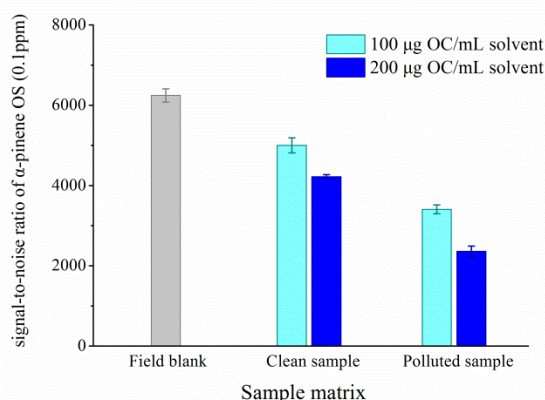 signal-to-noise ratio of α-pinene OS (0.1ppm)
8000
6000
4000
2000
0
100 μg OC/mL solvent
200 μg OC/mL solvent
Field blank
Clean sample
Polluted sample
Sample matrix